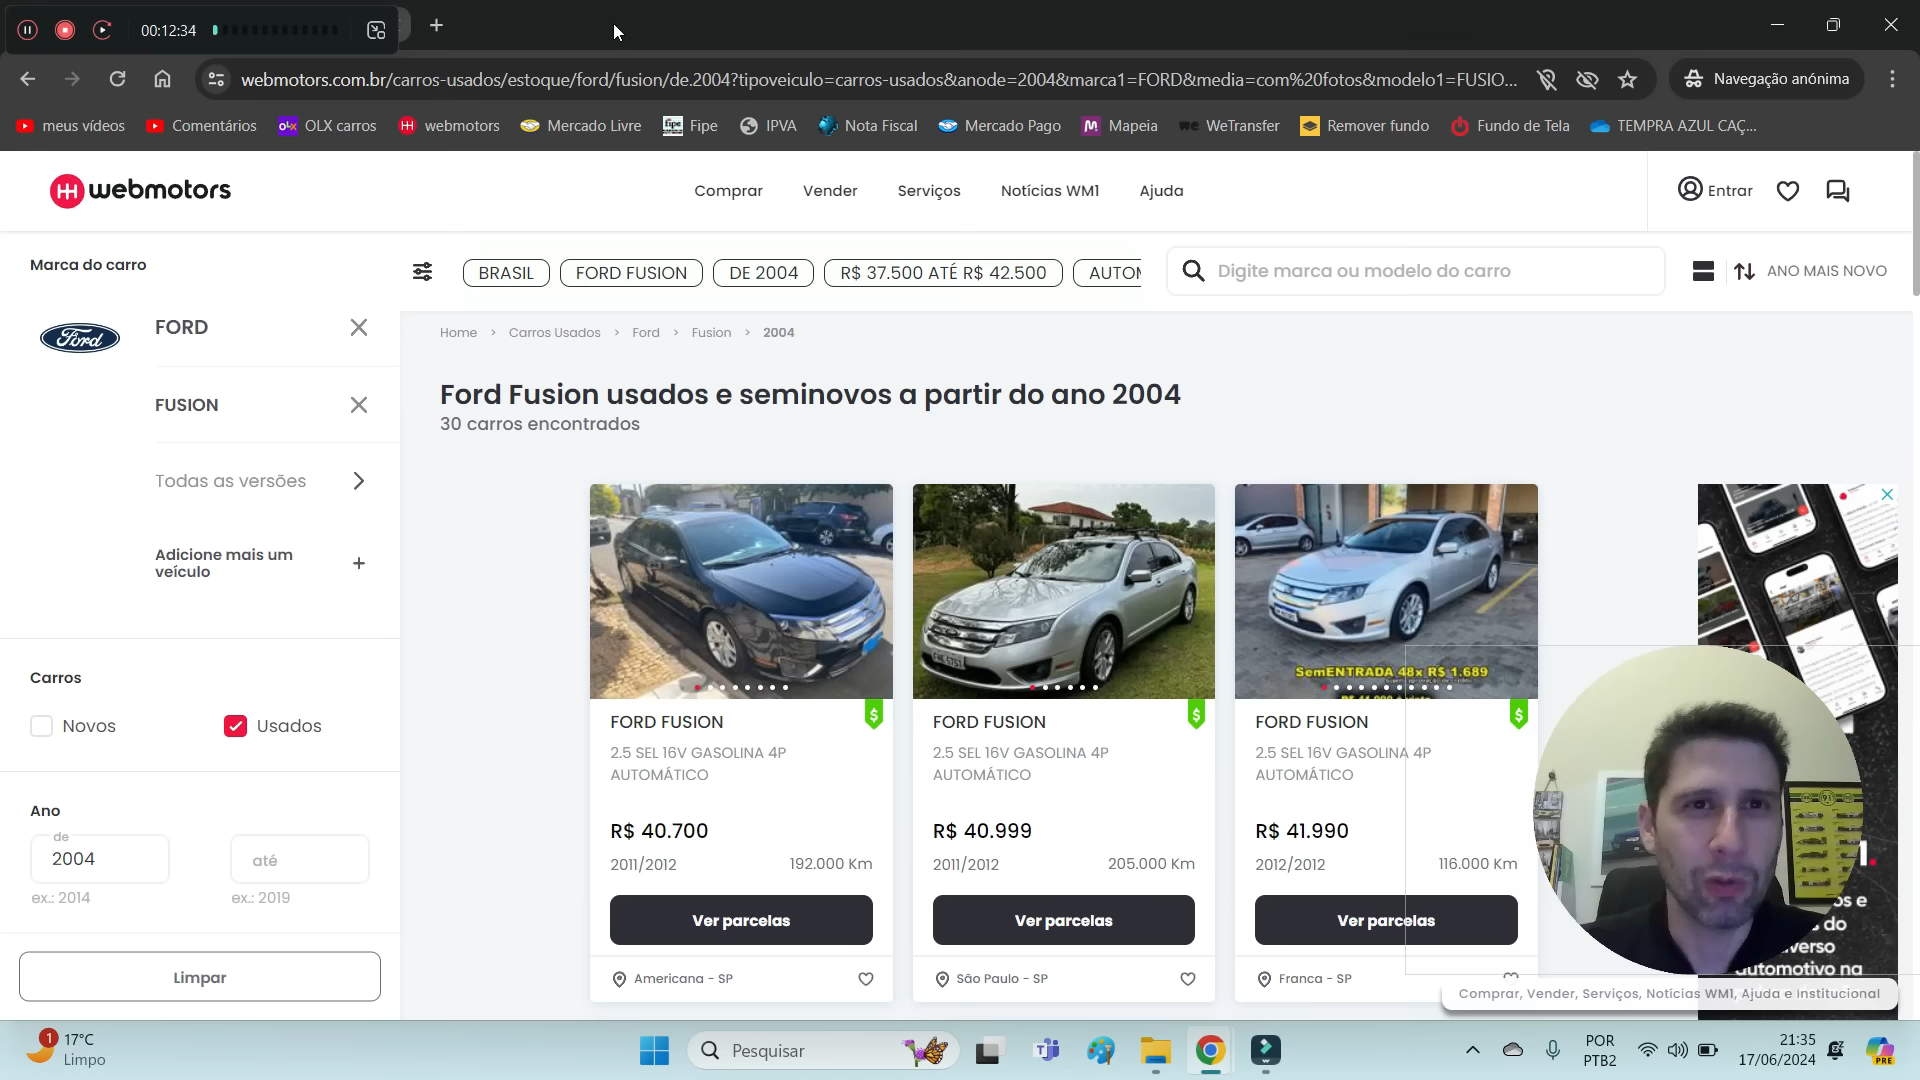 00:12:34
webmotors.com.br/carros-usados/estoque/ford/fusion/de.2004?tipoveiculo=carros-usados&anode=2004&marca1=FORD&media=com%20fotos&modelo1=FUSIO...
Navegação anónima
meus vídeos
Comentários
OLX carros
webmotors
Mercado Livre
Fipe
IPVA
Nota Fiscal
Mercado Pago
Mapeia
WeTransfer
Remover fundo
Fundo de Tela
TEMPRA AZUL CAÇ...
webmotors
Comprar
Vender
Serviços
Notícias WM1
Ajuda
Entrar
Marca do carro
BRASIL
FORD FUSION
DE 2004
R$ 37.500 ATÉ R$ 42.500
AUTOM
Digite marca ou modelo do carro
ANO MAIS NOVO
Ford
FORD
FUSION
Todas as versões
Adicione mais um
veículo
Home > Carros Usados > Ford > Fusion > 2004
Ford Fusion usados e seminovos a partir do ano 2004
30 carros encontrados
Carros
Novos
Usados
Ano
de
2004
até
ex.: 2014
ex.: 2019
Limpar
FORD FUSION
2.5 SEL 16V GASOLINA 4P
AUTOMÁTICO
R$ 40.700
2011/2012
192.000 Km
Ver parcelas
Americana - SP
FORD FUSION
2.5 SEL 16V GASOLINA 4P
AUTOMÁTICO
R$ 40.999
2011/2012
205.000 Km
Ver parcelas
São Paulo - SP
SemENTRADA 48x R$ 1.689
FORD FUSION
2.5 SEL 16V GASOLINA 4P
AUTOMÁTICO
R$ 41.990
2012/2012
116.000 Km
Ver parcelas
Franca - SP
os e
do
verso
automotivo na
Comprar, Vender, Serviços, Notícias WM1, Ajuda e Institucional
1
17°C
Limpo
Pesquisar
POR
PTB2
21:35
17/06/2024
PRE